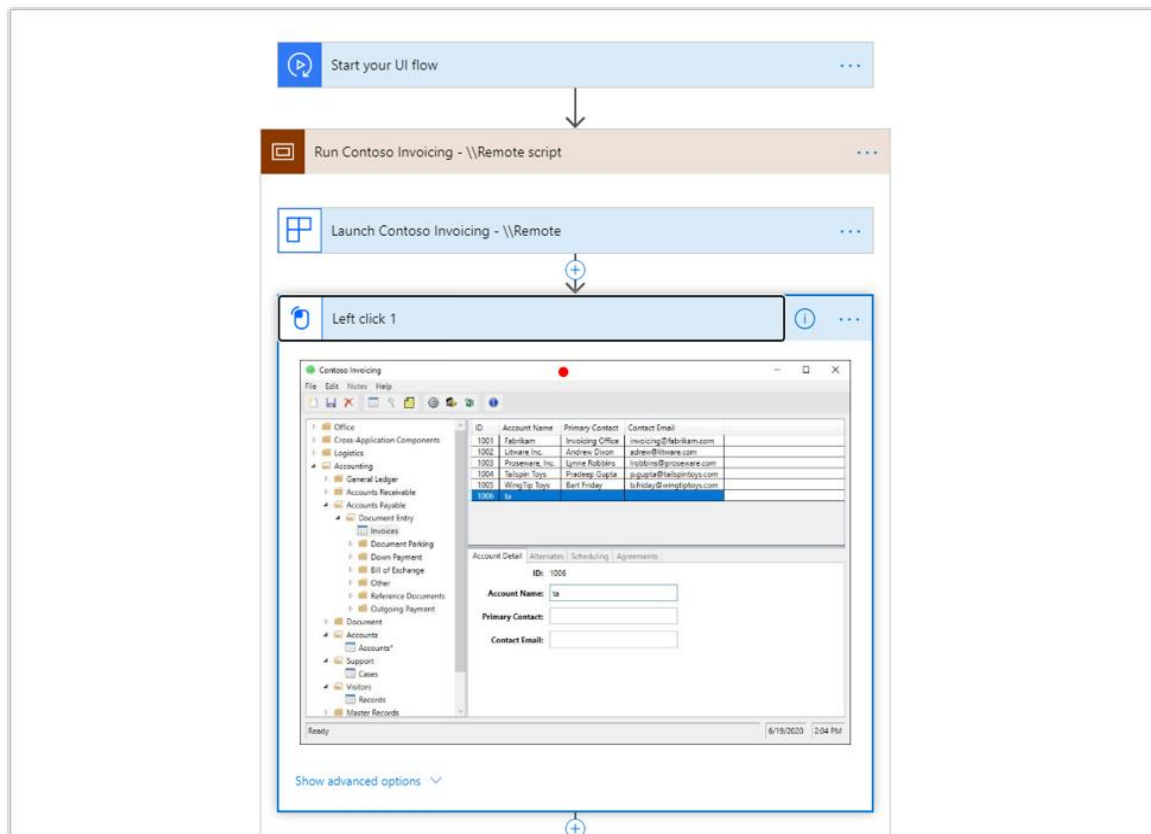 Start your UI flow
Run Contoso Invoicing - \\Remote script
Launch Contoso Invoicing - \\Remote
Left click 1
Contoso Invoicing
File Edit Notes Help
Office
Cross-Application Components
Logistics
Accounting
General Ledger
Accounts Receivable
Accounts Payable
Document Entry
Invoices
Document Parking
Down Payment
Bill of Exchange
Other
Reference Documents
Outgoing Payment
Document
Accounts
Accounts*
Support
Cases
Visitors
Records
Master Records
ID Account Name Primary Contact Contact Email
1001 Fabrikam Invoicing Office invoicing@fabrikam.com
1002 Litware Inc. Andrew Dixon adrew@litware.com
1003 Proseware, Inc. Lynne Robbins lrobbins@proseware.com
1004 Tailspin Toys Pradeep Gupta p.gupta@tailspintoys.com
1005 WingTip Toys Bart Friday b.friday@wingtiptoys.com
1006 ta
Account Detail Alternates Scheduling Agreements
ID: 1006
Account Name: ta
Primary Contact:
Contact Email:
Ready 6/19/2020 2:04 PM
Show advanced options